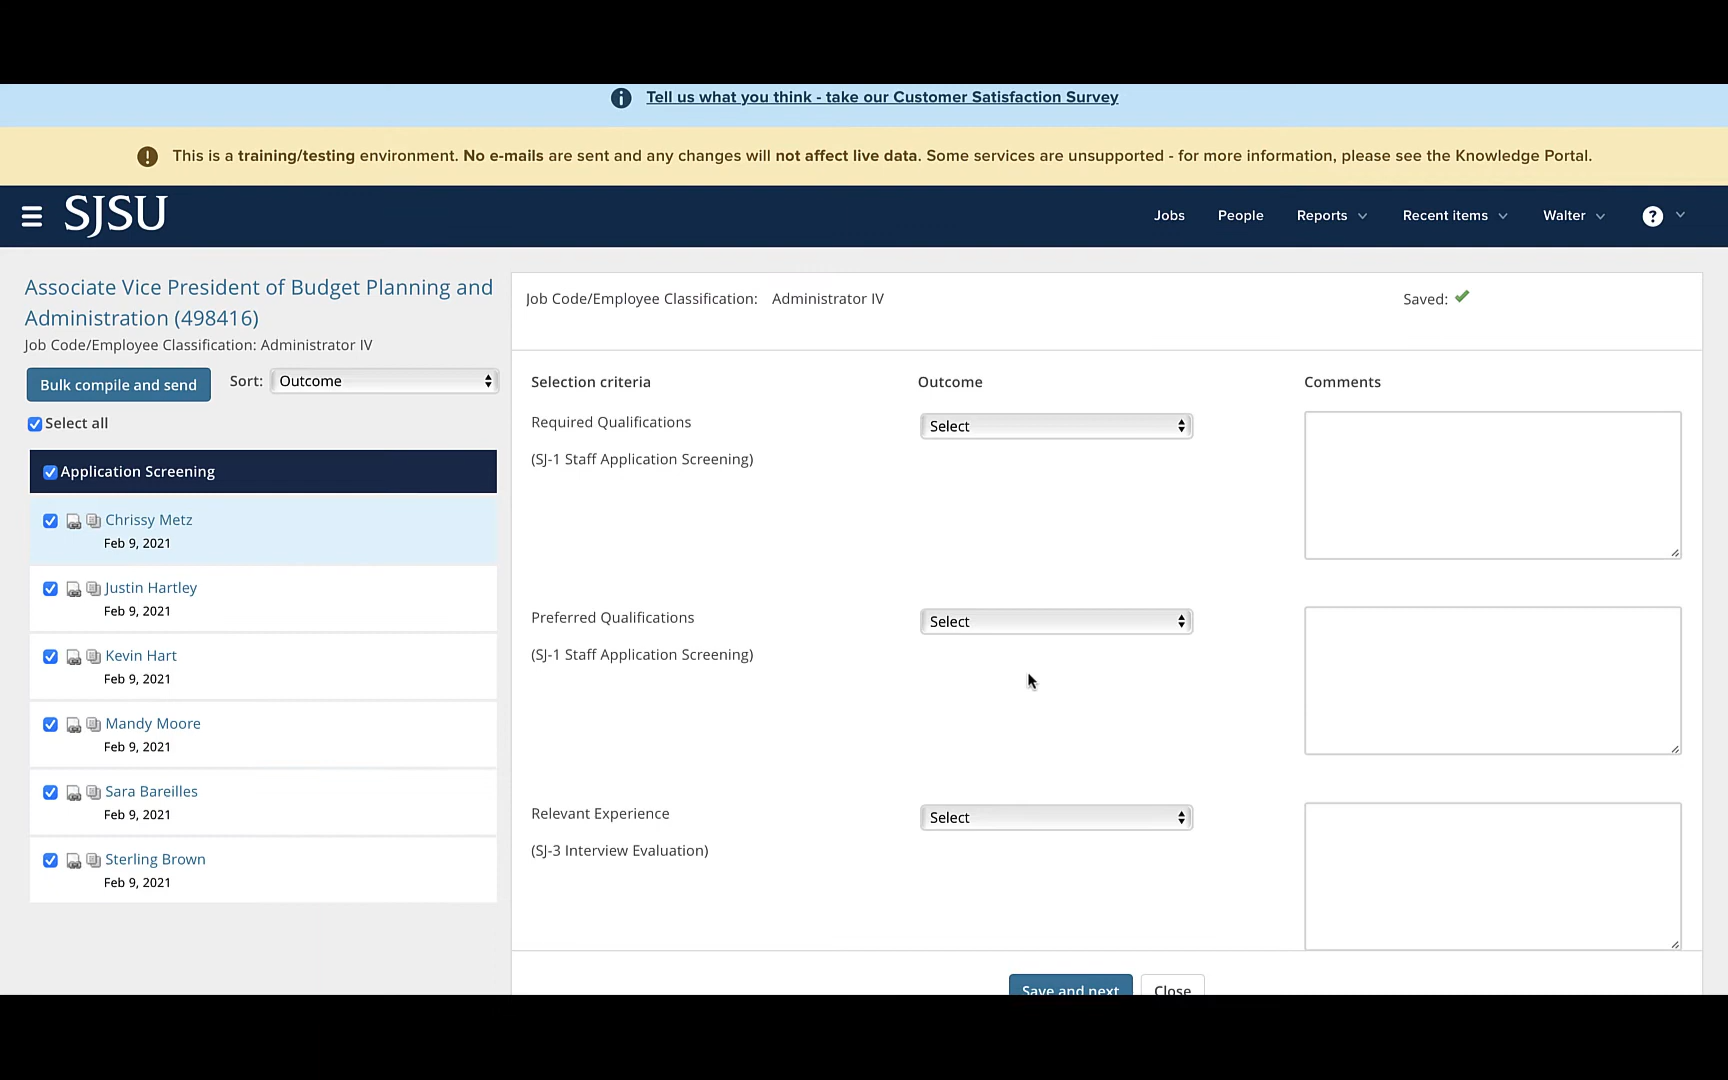 Tell us what you think - take our Customer Satisfaction Survey
This is a training/testing environment. No e-mails are sent and any changes will not affect live data. Some services are unsupported - for more information, please see the Knowledge Portal.
SJSU
Jobs
People
Reports
Recent items
Walter
Associate Vice President of Budget Planning and
Administration (498416)
Job Code/Employee Classification: Administrator IV
Bulk compile and send
Sort:
Outcome
Select all
Application Screening
Chrissy Metz
Feb 9, 2021
Justin Hartley
Feb 9, 2021
Kevin Hart
Feb 9, 2021
Mandy Moore
Feb 9, 2021
Sara Bareilles
Feb 9, 2021
Sterling Brown
Feb 9, 2021
Job Code/Employee Classification: Administrator IV
Saved:
Selection criteria
Outcome
Comments
Required Qualifications
Select
(SJ-1 Staff Application Screening)
Preferred Qualifications
Select
(SJ-1 Staff Application Screening)
Relevant Experience
Select
(SJ-3 Interview Evaluation)
Save and next
Close